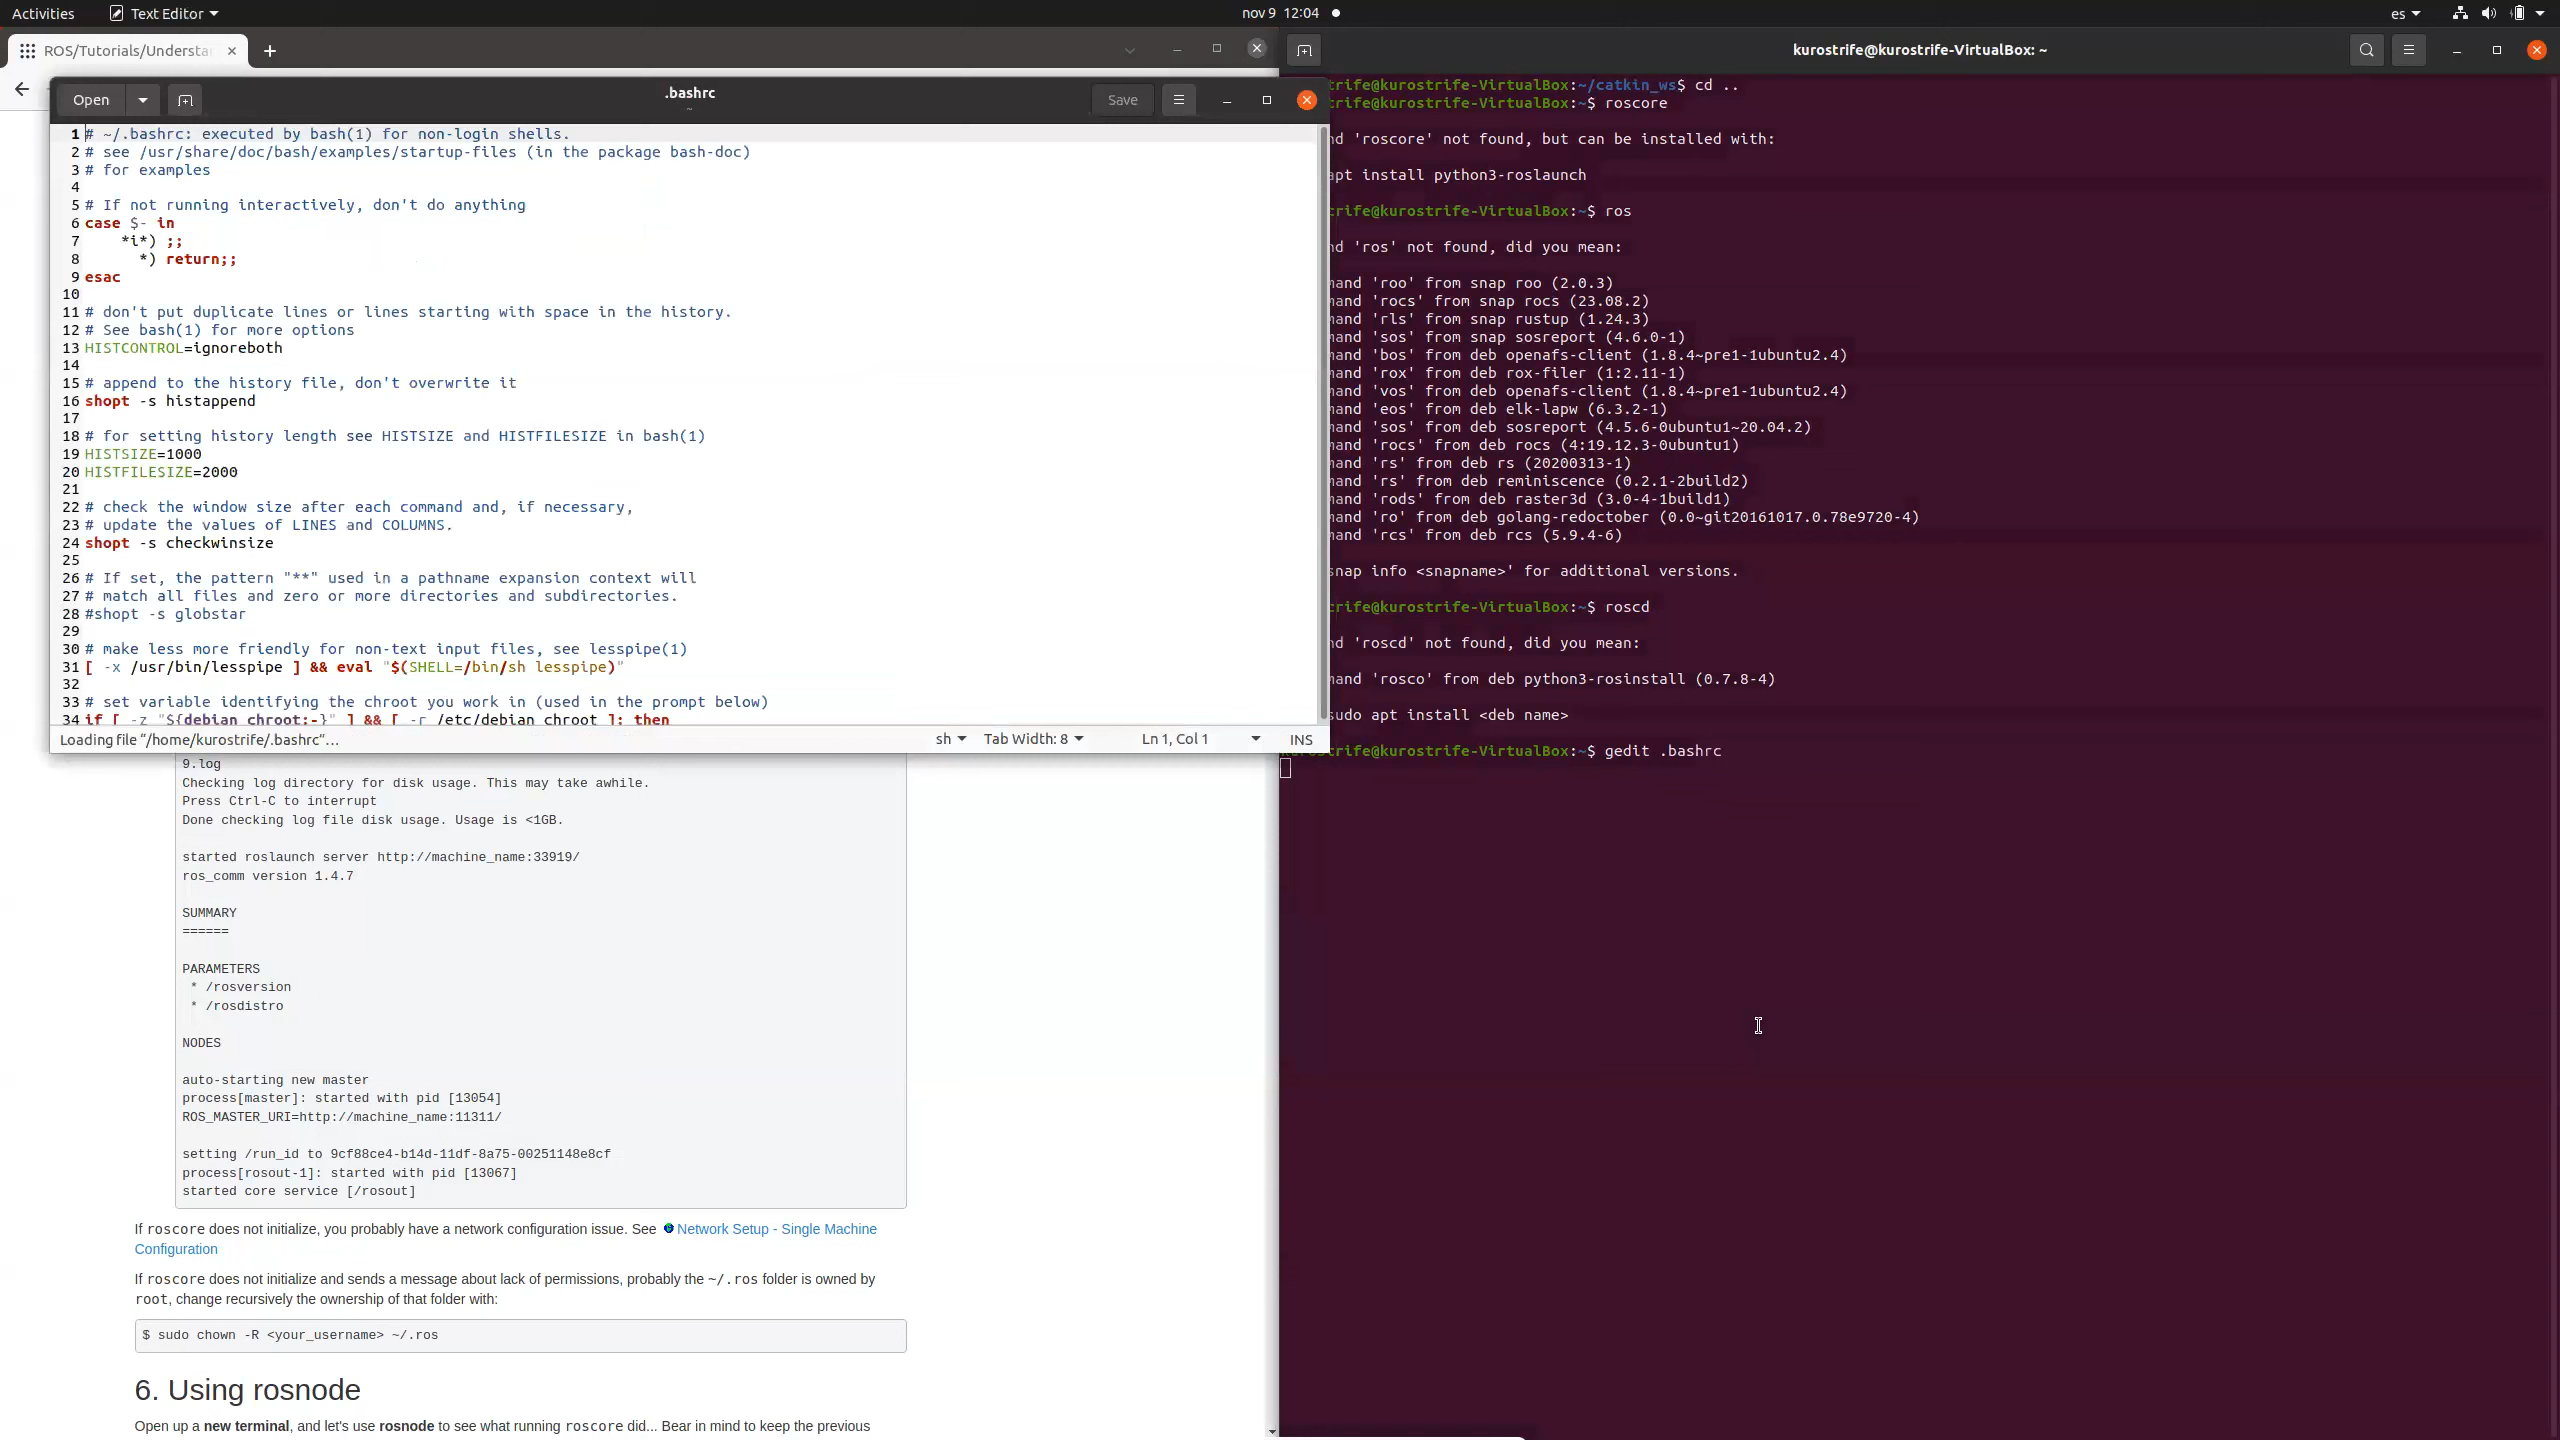 Activities
Text Editor
nov 9 12:04
es
ROS/Tutorials/Understa
kurostrife@kurostrife-VirtualBox: ~
Open
.bashrc
~
Save
1 # ~/.bashrc: executed by bash(1) for non-login shells.
2 # see /usr/share/doc/bash/examples/startup-files (in the package bash-doc)
3 # for examples
4
5 # If not running interactively, don't do anything
6 case $- in
7     *i*) ;;
8       *) return;;
9 esac
10
11 # don't put duplicate lines or lines starting with space in the history.
12 # See bash(1) for more options
13 HISTCONTROL=ignoreboth
14
15 # append to the history file, don't overwrite it
16 shopt -s histappend
17
18 # for setting history length see HISTSIZE and HISTFILESIZE in bash(1)
19 HISTSIZE=1000
20 HISTFILESIZE=2000
21
22 # check the window size after each command and, if necessary,
23 # update the values of LINES and COLUMNS.
24 shopt -s checkwinsize
25
26 # If set, the pattern "**" used in a pathname expansion context will
27 # match all files and zero or more directories and subdirectories.
28 #shopt -s globstar
29
30 # make less more friendly for non-text input files, see lesspipe(1)
31 [ -x /usr/bin/lesspipe ] && eval "$(SHELL=/bin/sh lesspipe)"
32
33 # set variable identifying the chroot you work in (used in the prompt below)
34 if [ -z "${debian_chroot:-}" ] && [ -r /etc/debian_chroot ]; then
Loading file "/home/kurostrife/.bashrc"…
sh
Tab Width: 8
Ln 1, Col 1
INS
9.log
Checking log directory for disk usage. This may take awhile.
Press Ctrl-C to interrupt
Done checking log file disk usage. Usage is <1GB.
started roslaunch server http://machine_name:33919/
ros_comm version 1.4.7
SUMMARY
======
PARAMETERS
* /rosversion
* /rosdistro
NODES
auto-starting new master
process[master]: started with pid [13054]
ROS_MASTER_URI=http://machine_name:11311/
setting /run_id to 9cf88ce4-b14d-11df-8a75-00251148e8cf
process[rosout-1]: started with pid [13067]
started core service [/rosout]
If roscore does not initialize, you probably have a network configuration issue. See Network Setup - Single Machine
Configuration
If roscore does not initialize and sends a message about lack of permissions, probably the ~/.ros folder is owned by
root, change recursively the ownership of that folder with:
$ sudo chown -R <your_username> ~/.ros
6. Using rosnode
Open up a new terminal, and let's use rosnode to see what running roscore did... Bear in mind to keep the previous
trife@kurostrife-VirtualBox:~/catkin_ws$ cd ..
trife@kurostrife-VirtualBox:~$ roscore
nd 'roscore' not found, but can be installed with:
apt install python3-roslaunch
trife@kurostrife-VirtualBox:~$ ros
nd 'ros' not found, did you mean:
mand 'roo' from snap roo (2.0.3)
mand 'rocs' from snap rocs (23.08.2)
mand 'rls' from snap rustup (1.24.3)
mand 'sos' from snap sosreport (4.6.0-1)
mand 'bos' from deb openafs-client (1.8.4~pre1-1ubuntu2.4)
mand 'rox' from deb rox-filer (1:2.11-1)
mand 'vos' from deb openafs-client (1.8.4~pre1-1ubuntu2.4)
mand 'eos' from deb elk-lapw (6.3.2-1)
mand 'sos' from deb sosreport (4.5.6-0ubuntu1~20.04.2)
mand 'rocs' from deb rocs (4:19.12.3-0ubuntu1)
mand 'rs' from deb rs (20200313-1)
mand 'rs' from deb reminiscence (0.2.1-2build2)
mand 'rods' from deb raster3d (3.0-4-1build1)
mand 'ro' from deb golang-redoctober (0.0~git20161017.0.78e9720-4)
mand 'rcs' from deb rcs (5.9.4-6)
snap info <snapname>' for additional versions.
trife@kurostrife-VirtualBox:~$ roscd
nd 'roscd' not found, did you mean:
mand 'rosco' from deb python3-rosinstall (0.7.8-4)
sudo apt install <deb name>
kurostrife@kurostrife-VirtualBox:~$ gedit .bashrc